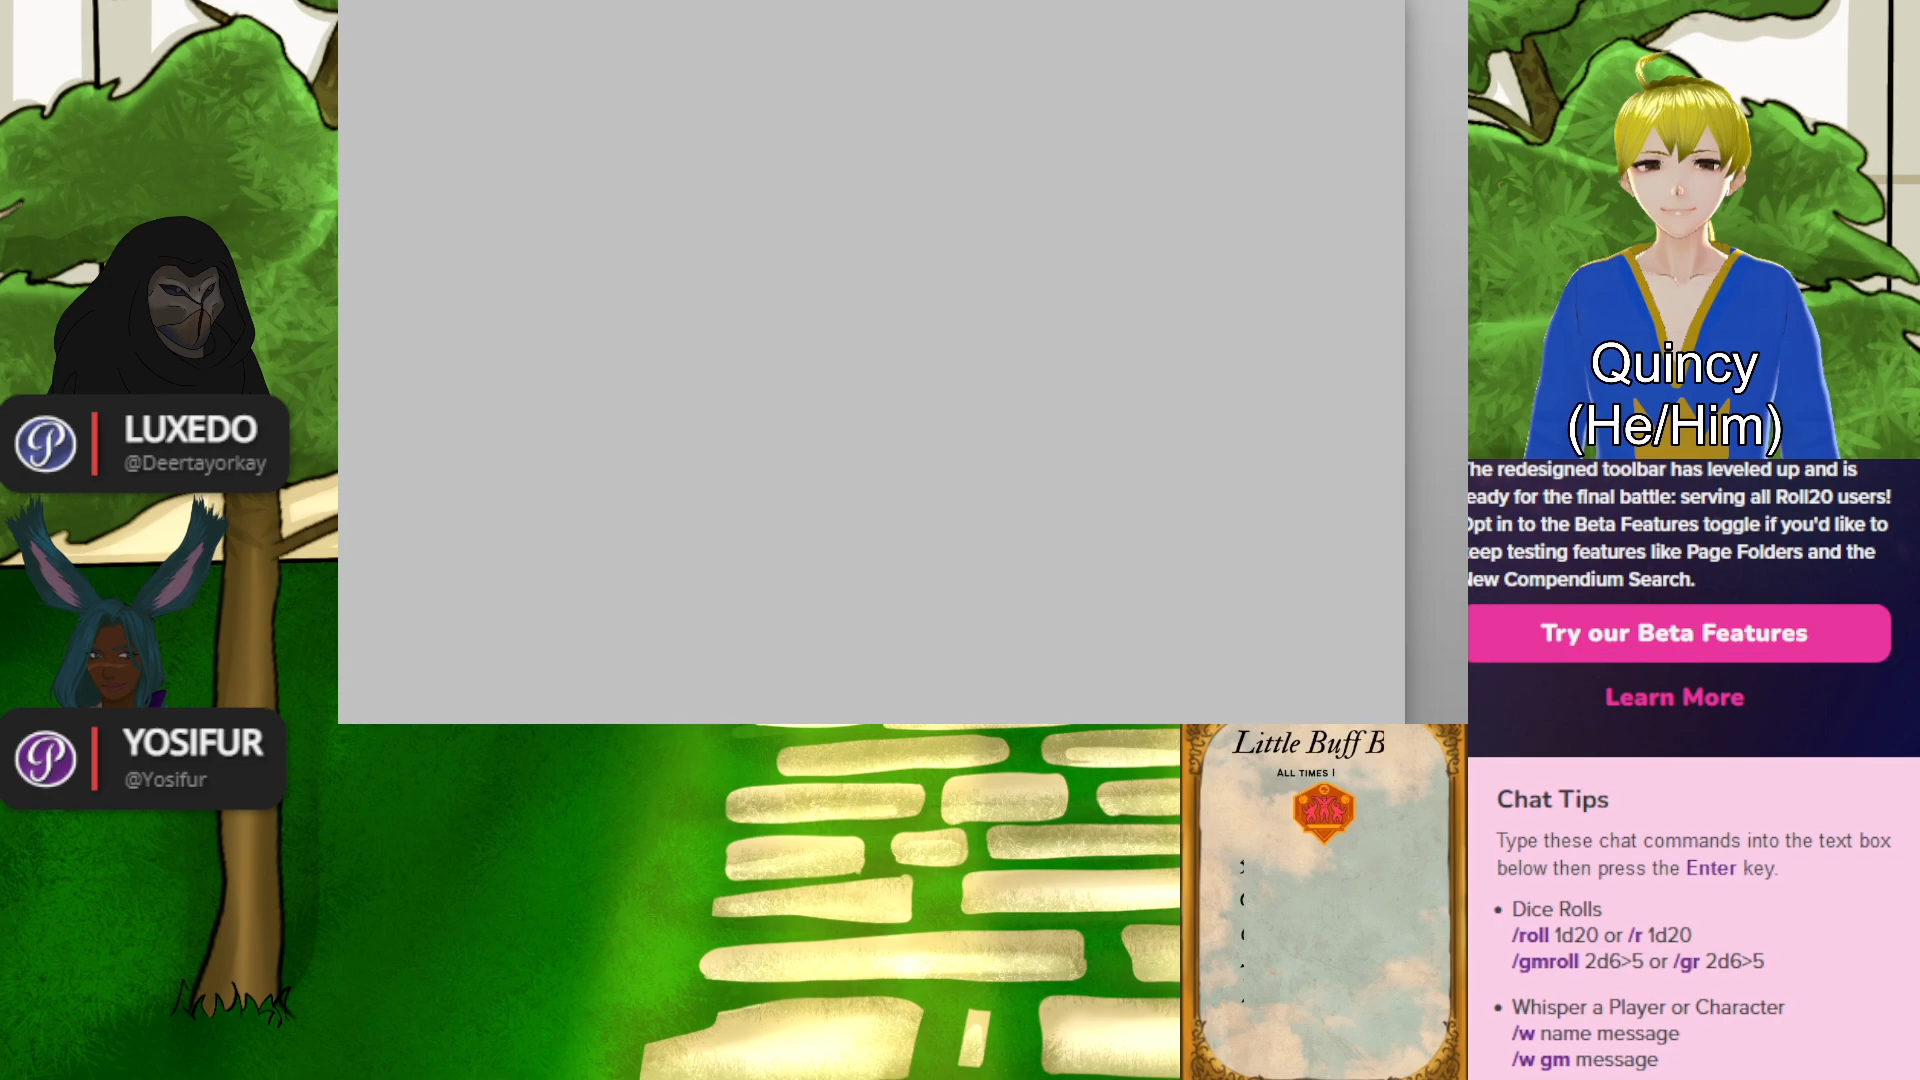 LUXEDO
@Deertayorkay
YOSIFUR
@Yosifur
Little Buff B
ALL TIMES
Quincy
(He/Him)
he redesigned toolbar has leveled up and is
eady for the final battle: serving all Roll20 users!
pt in to the Beta Features toggle if you'd like to
eep testing features like Page Folders and the
ew Compendium Search.
Try our Beta Features
Learn More
Chat Tips
Type these chat commands into the text box
below then press the Enter key.
• Dice Rolls
/roll 1d20 or /r 1d20
/gmroll 2d6>5 or /gr 2d6>5
• Whisper a Player or Character
/w name message
/w gm message